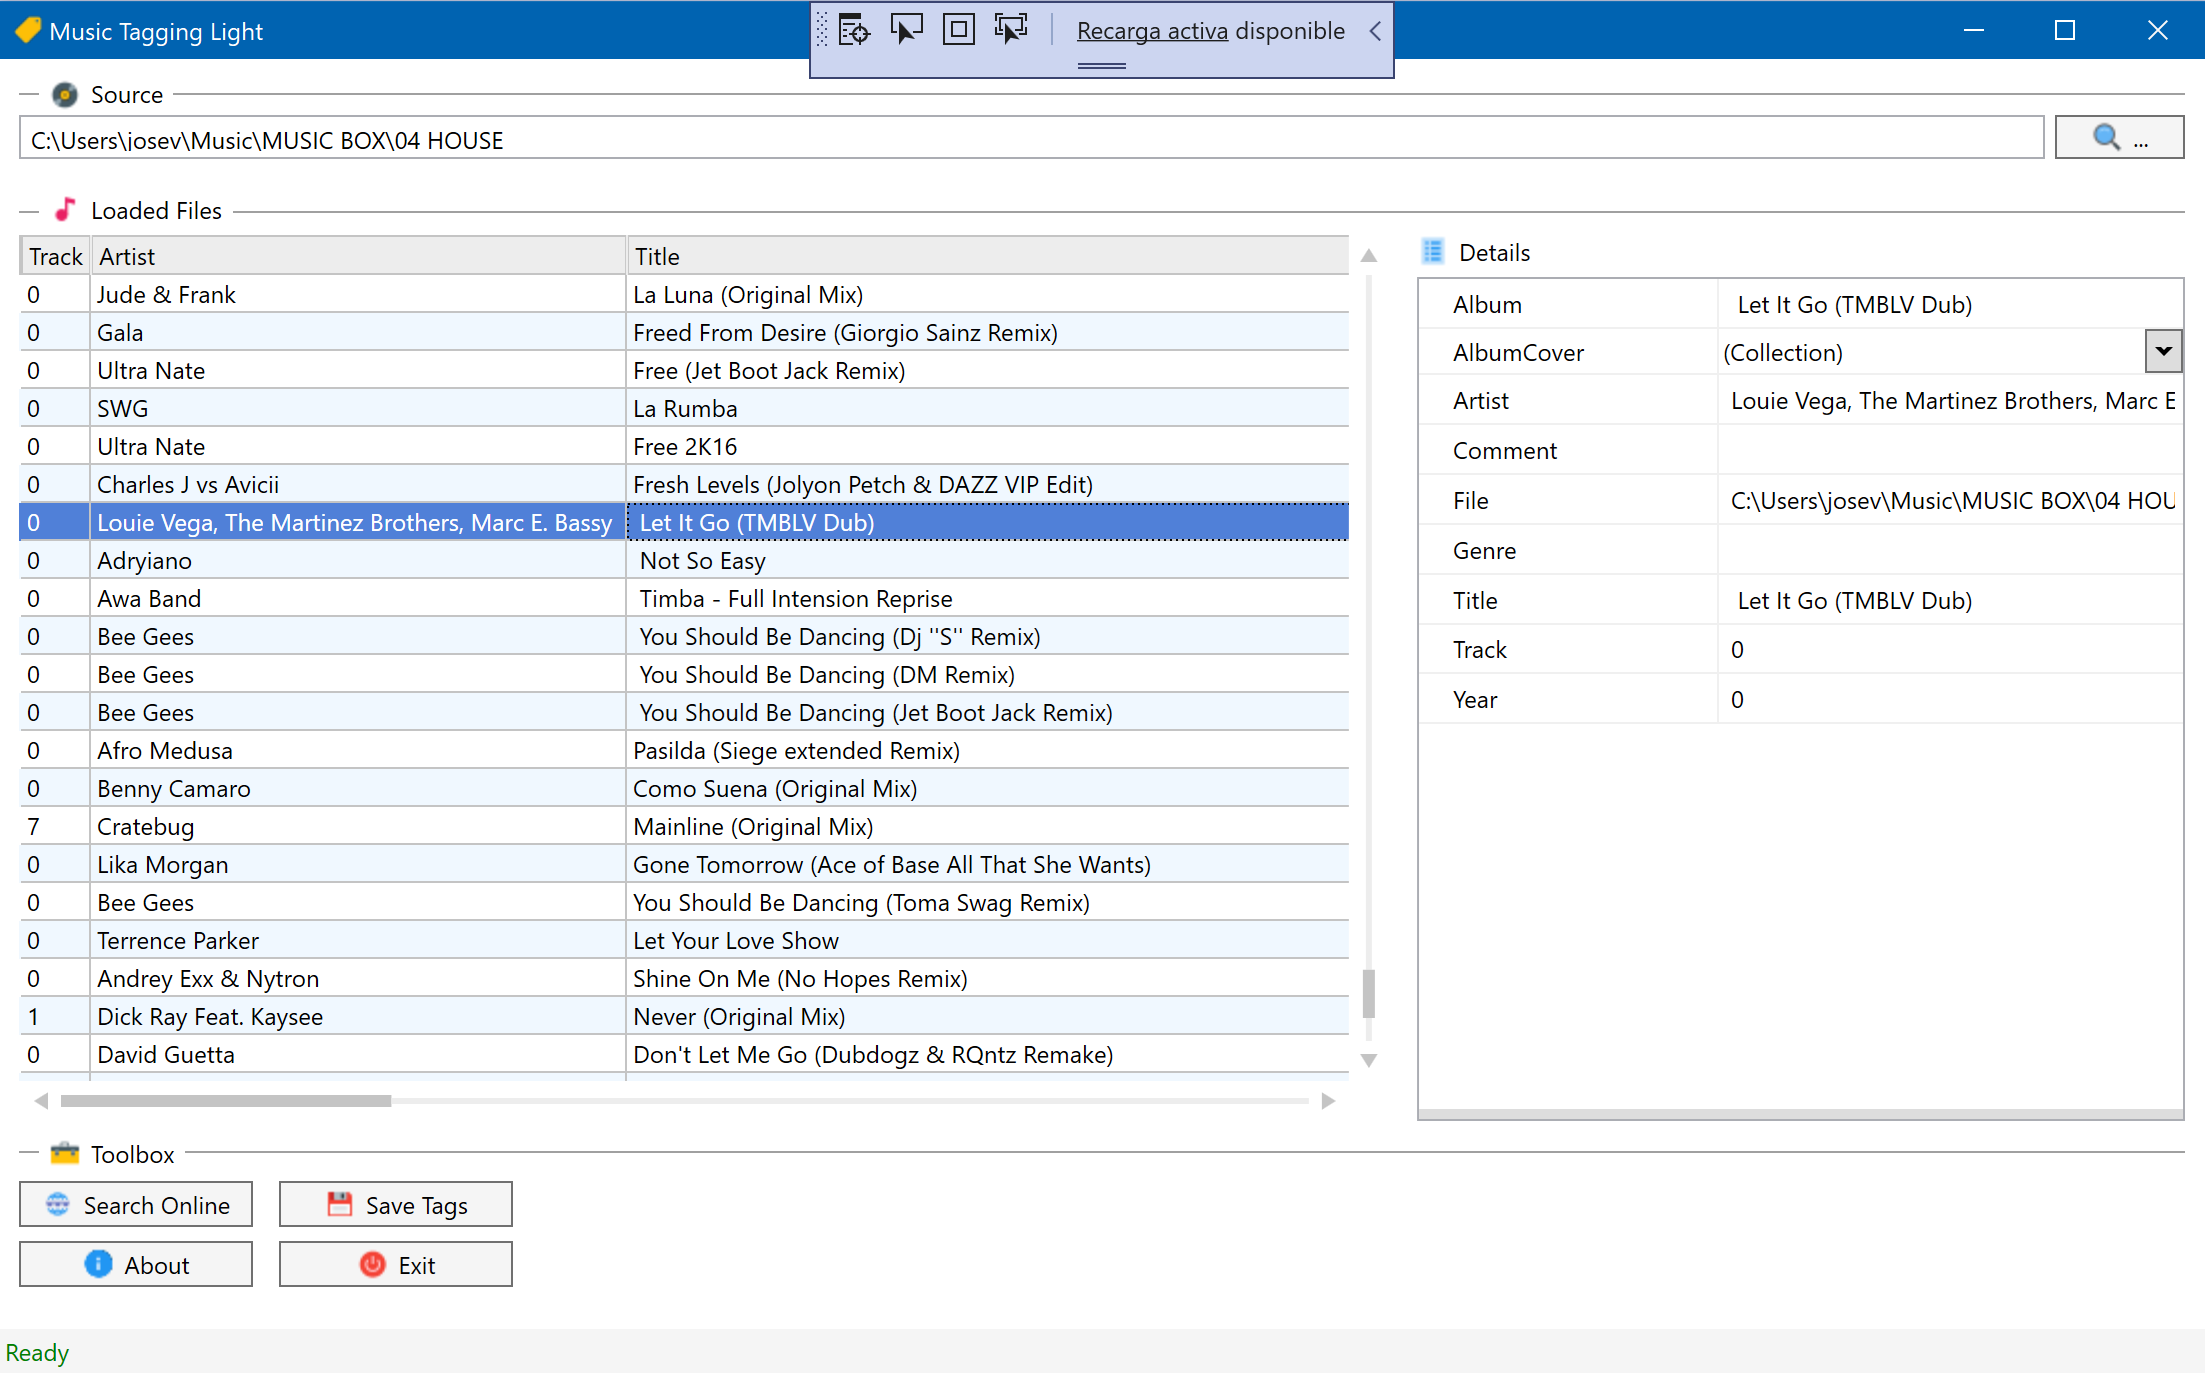 Music Tagging Light
Recarga activa disponible
Source
C:\Users\josev\Music\MUSIC BOX\04 HOUSE
...
Loaded Files
Track Artist Title
0 Jude & Frank La Luna (Original Mix)
0 Gala Freed From Desire (Giorgio Sainz Remix)
0 Ultra Nate Free (Jet Boot Jack Remix)
0 SWG La Rumba
0 Ultra Nate Free 2K16
0 Charles J vs Avicii Fresh Levels (Jolyon Petch & DAZZ VIP Edit)
0 Louie Vega, The Martinez Brothers, Marc E. Bassy Let It Go (TMBLV Dub)
0 Adryiano Not So Easy
0 Awa Band Timba - Full Intension Reprise
0 Bee Gees You Should Be Dancing (Dj ''S'' Remix)
0 Bee Gees You Should Be Dancing (DM Remix)
0 Bee Gees You Should Be Dancing (Jet Boot Jack Remix)
0 Afro Medusa Pasilda (Siege extended Remix)
0 Benny Camaro Como Suena (Original Mix)
7 Cratebug Mainline (Original Mix)
0 Lika Morgan Gone Tomorrow (Ace of Base All That She Wants)
0 Bee Gees You Should Be Dancing (Toma Swag Remix)
0 Terrence Parker Let Your Love Show
0 Andrey Exx & Nytron Shine On Me (No Hopes Remix)
1 Dick Ray Feat. Kaysee Never (Original Mix)
0 David Guetta Don't Let Me Go (Dubdogz & RQntz Remake)
Details
Album Let It Go (TMBLV Dub)
AlbumCover (Collection)
Artist Louie Vega, The Martinez Brothers, Marc E
Comment
File C:\Users\josev\Music\MUSIC BOX\04 HOU
Genre
Title Let It Go (TMBLV Dub)
Track 0
Year 0
Toolbox
Search Online Save Tags
About Exit
Ready